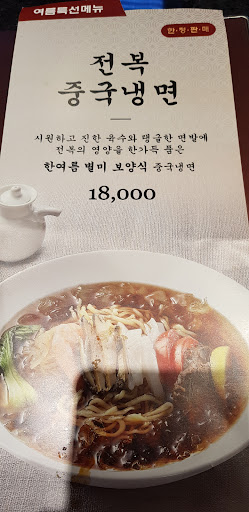 여름특선메뉴
한·정·판·매
전복
중국냉면
시원하고 진한 육수와 탱글한 면발에
전복의 영양을 한가득 품은
한여름 별미 보양식 중국냉면
18,000